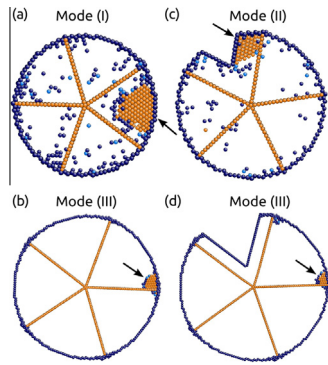 (a) Mode (I)
(c) Mode (II)
(b) Mode (III)
(d) Mode (III)